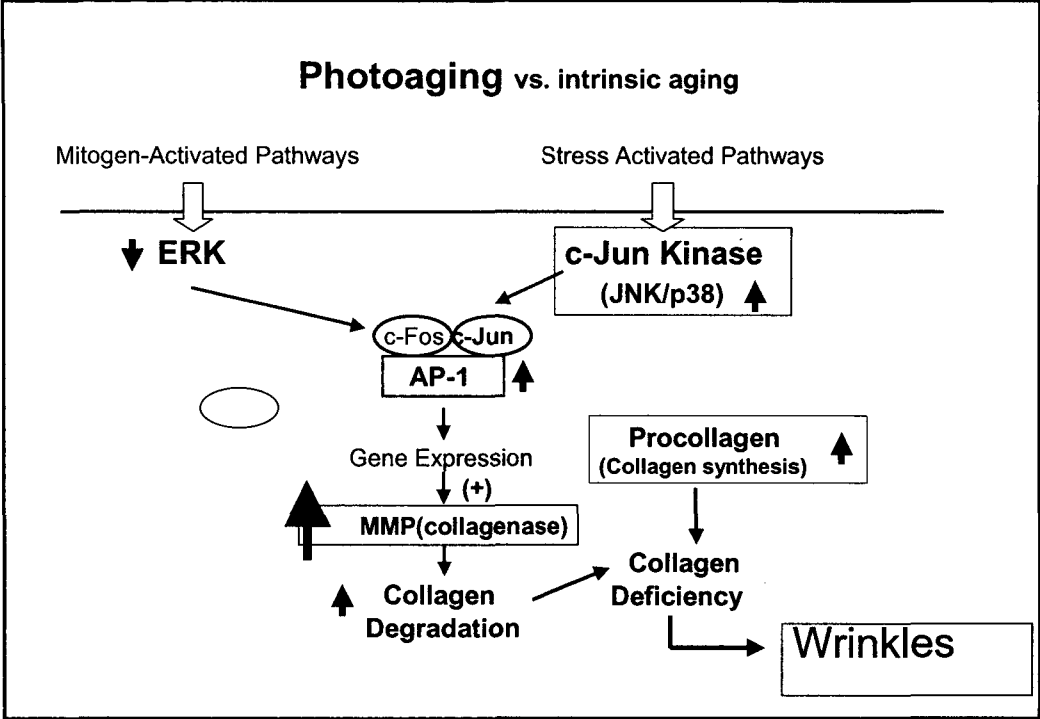 Photoaging vs. intrinsic aging
Mitogen-Activated Pathways
Stress Activated Pathways
ERK
c-Jun Kinase
(JNK/p38)
c-Fos c-Jun
AP-1
Gene Expression
(+)
MMP(collagenase)
Procollagen
(Collagen synthesis)
Collagen
Degradation
Collagen
Deficiency
Wrinkles